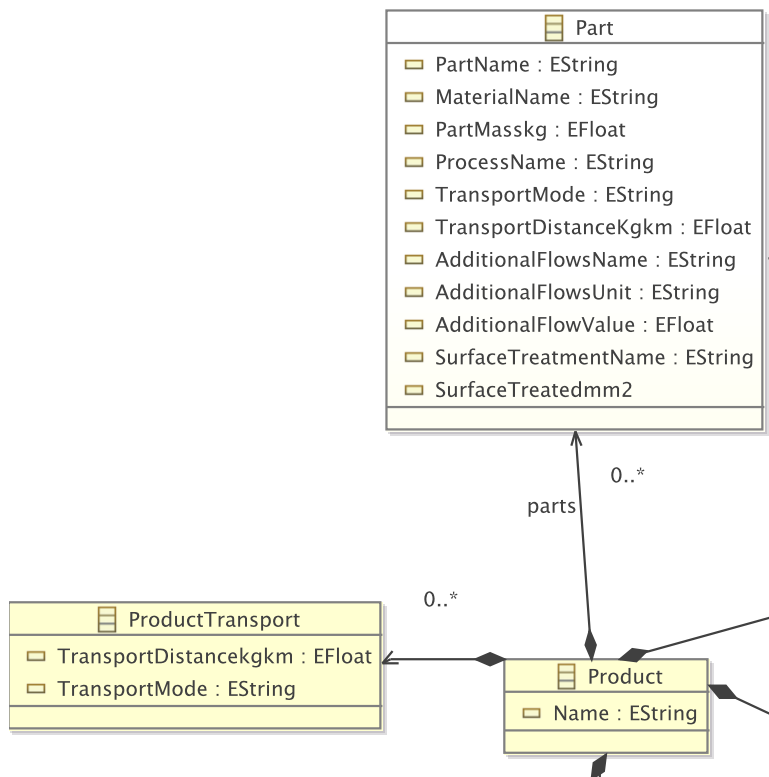 Part
PartName : EString
MaterialName : EString
PartMasskg : EFloat
ProcessName : EString
TransportMode : EString
TransportDistanceKgkm : EFloat
AdditionalFlowsName : EString
AdditionalFlowsUnit : EString
AdditionalFlowValue : EFloat
SurfaceTreatmentName : EString
SurfaceTreatedmm2
0..*
parts
0..*
ProductTransport
TransportDistancekgkm : EFloat
TransportMode : EString
Product
Name : EString